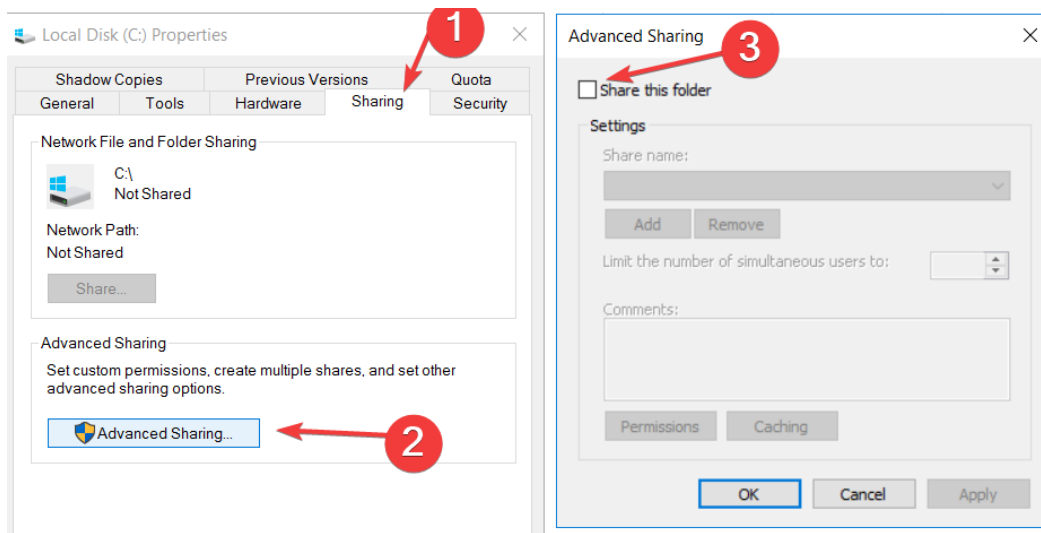 Local Disk (C:) Properties
1
Shadow Copies Previous Versions Quota
General Tools Hardware Sharing Security
Network File and Folder Sharing
C:\
Not Shared
Network Path:
Not Shared
Share...
Advanced Sharing
Set custom permissions, create multiple shares, and set other
advanced sharing options.
Advanced Sharing...
2
Advanced Sharing
3
Share this folder
Settings
Share name:
Add Remove
Limit the number of simultaneous users to:
Comments:
Permissions Caching
OK Cancel Apply